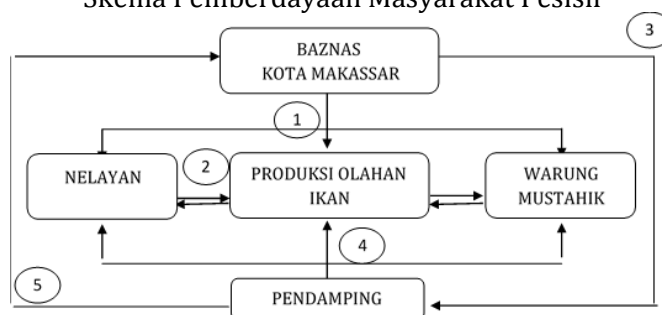 Skema Pemberdayaan Masyarakat Pesisir
3
BAZNAS
KOTA MAKASSAR
1
2
NELAYAN
PRODUKSI OLAHAN
IKAN
WARUNG
MUSTAHIK
4
5
PENDAMPING